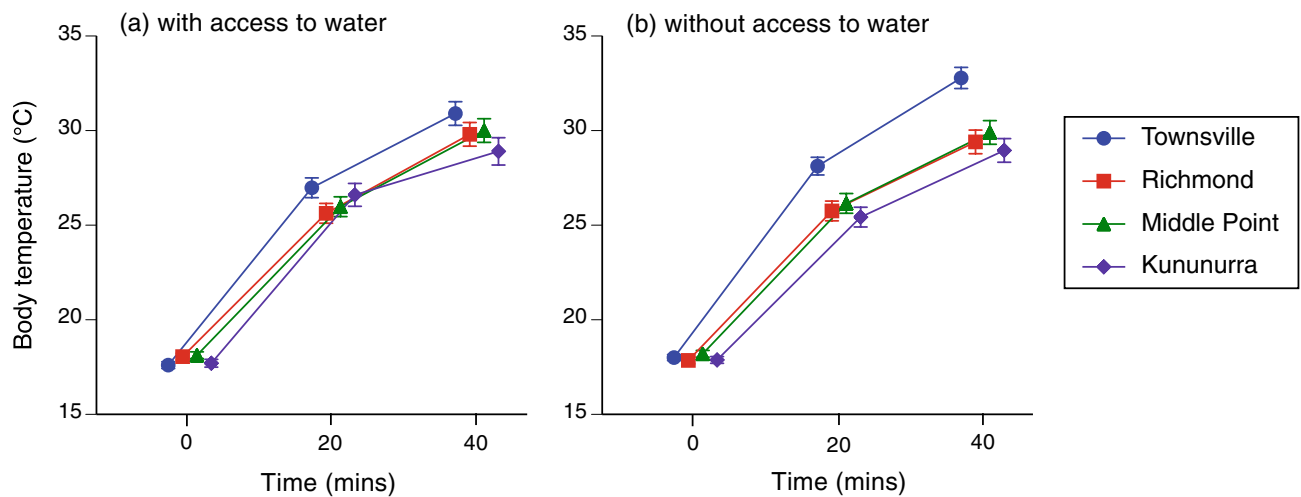 (a) with access to water
(b) without access to water
Body temperature (°C)
35
30
25
20
15
0 20 40
Time (mins)
35
30
25
20
15
0 20 40
Time (mins)
Townsville
Richmond
Middle Point
Kununurra